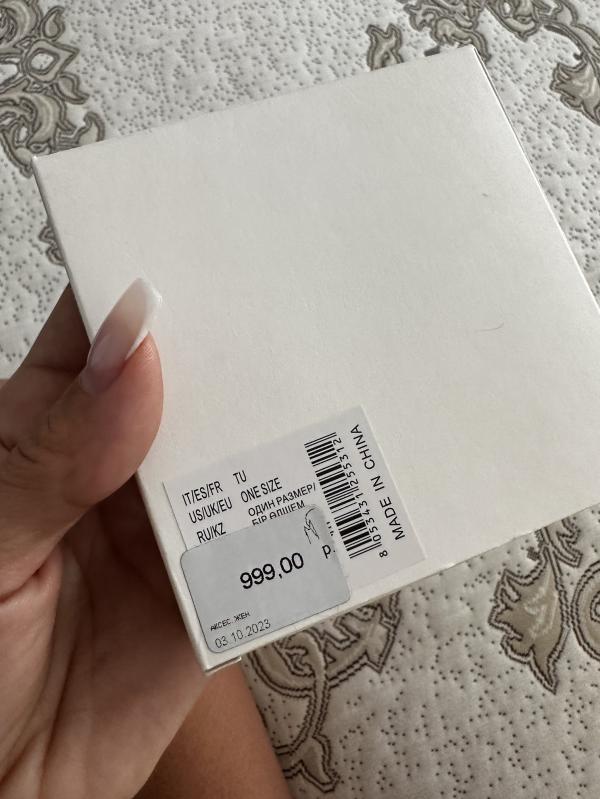 IT/ES/FR TU
US/UK/EU ONE SIZE
RU/KZ ОДИН РАЗМЕР/
БІР ӨЛШЕМ
999,00 р.
АКСЕС. ЖЕН
03.10.2023
8 053431 255312
MADE IN CHINA